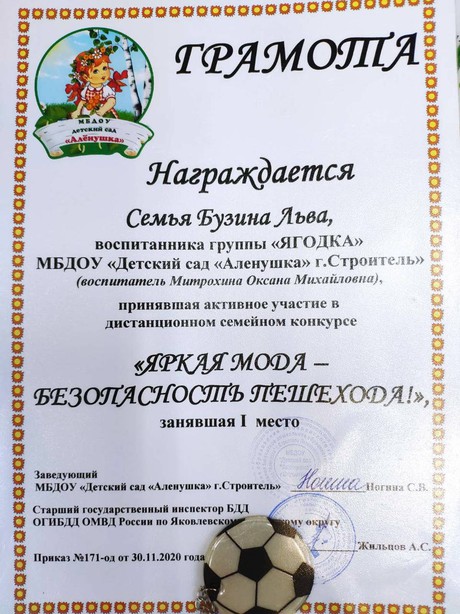 ГРАМОТА
МБДОУ
детский сад
«Алёнушка»
Награждается
Семья Бузина Льва,
воспитанника группы «ЯГОДКА»
МБДОУ «Детский сад «Аленушка» г.Строитель»
(воспитатель Митрохина Оксана Михайловна),
принявшая активное участие в
дистанционном семейном конкурсе
«ЯРКАЯ МОДА –
БЕЗОПАСНОСТЬ ПЕШЕХОДА!»,
занявшая I место
Заведующий
МБДОУ «Детский сад «Аленушка» г.Строитель» Ногина С.В.
Старший государственный инспектор БДД
ОГИБДД ОМВД России по Яковлевскому округу
Жильцов А.С.
Приказ №171-од от 30.11.2020 года